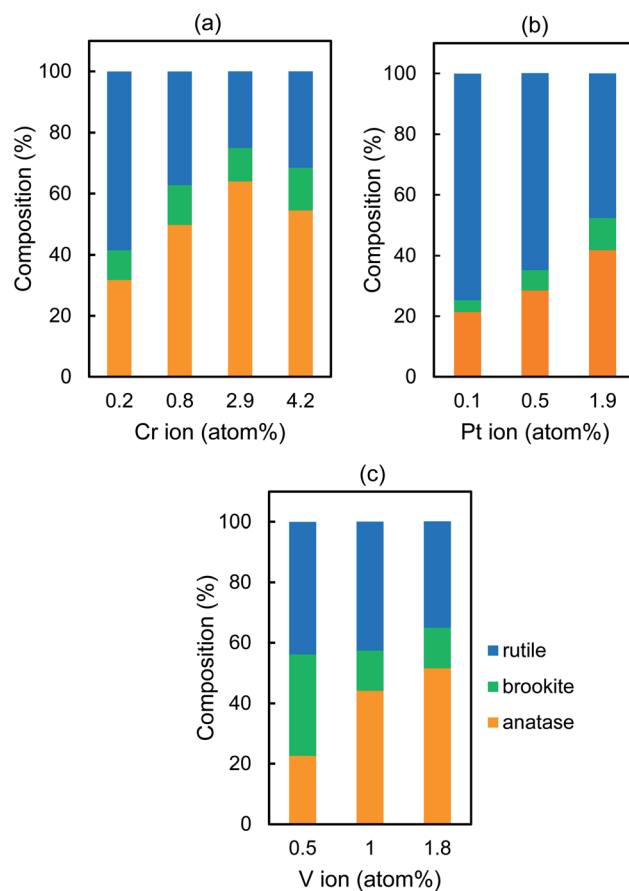 (a)
100
80
60
40
20
0
Composition (%)
0.2 0.8 2.9 4.2
Cr ion (atom%)
(b)
100
80
60
40
20
0
Composition (%)
0.1 0.5 1.9
Pt ion (atom%)
(c)
100
80
60
40
20
0
Composition (%)
0.5 1 1.8
V ion (atom%)
rutile
brookite
anatase